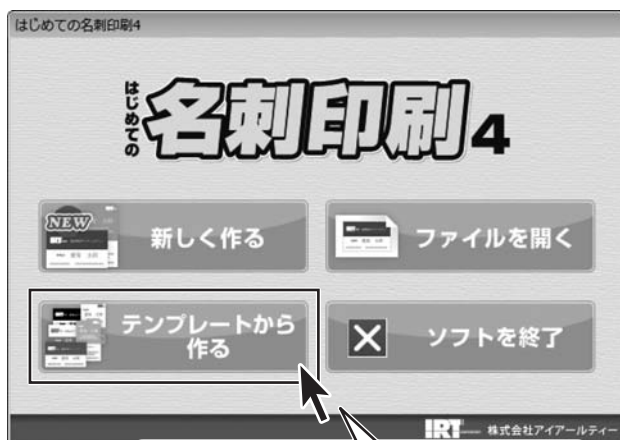 はじめての名刺印刷4
はじめての
名刺印刷4
NEW
新しく作る
ファイルを開く
テンプレートから
作る
ソフトを終了
IRT 株式会社アイアールティー